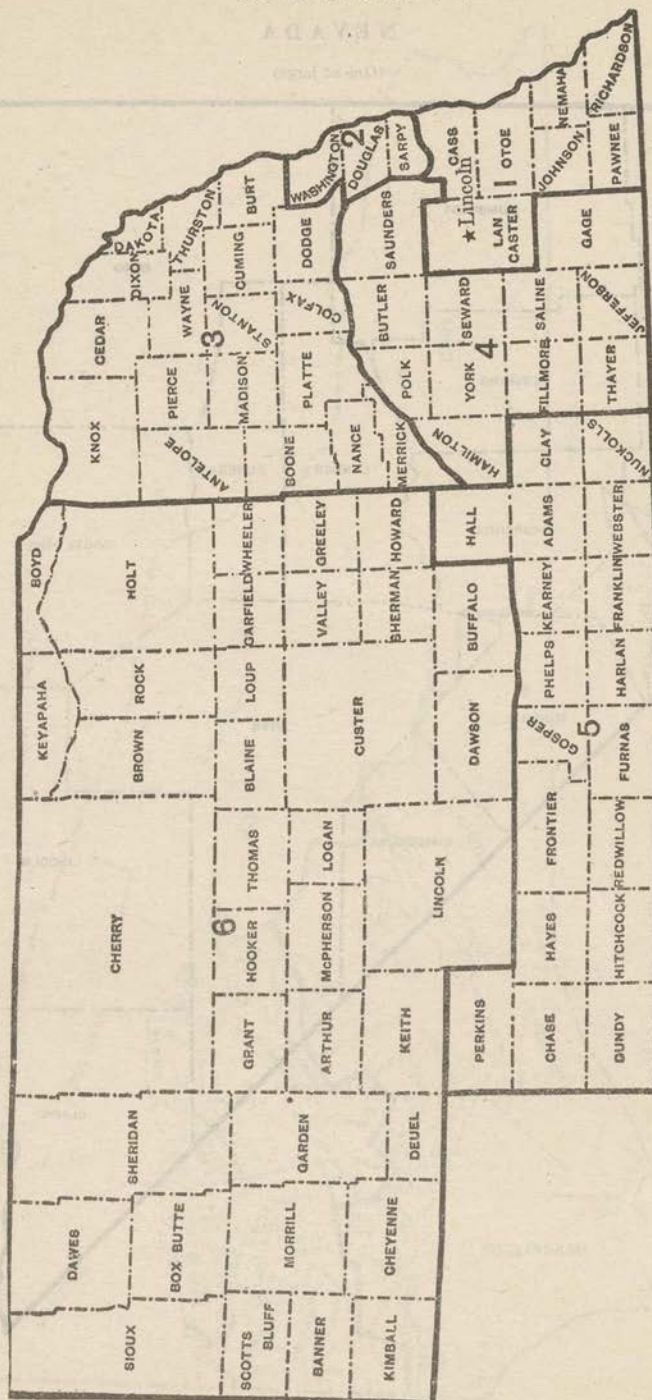 NEVADA
SIOUX
DAWES
BOX BUTTE
SHERIDAN
CHERRY
KEYAPAHA
BROWN
ROCK
BOYD
HOLT
KNOX
CEDAR
DIXON
DAKOTA
ANTELOPE
PIERCE
WAYNE
THURSTON
SCOTTS
BLUFF
BANNER
KIMBALL
MORRILL
CHEYENNE
GARDEN
DEUEL
GRANT
HOOKER
6
THOMAS
BLAINE
LOUP
GARFIELD
WHEELER
ARTHUR
McPHERSON
LOGAN
KEITH
LINCOLN
CUSTER
VALLEY
GREELEY
SHERMAN
HOWARD
BOONE
MADISON
3
STANTON
CUMING
BURT
NANCE
PLATTE
COLFAX
DODGE
WASHINGTON
MERRICK
POLK
BUTLER
SAUNDERS
DOUGLAS
2
SARPY
PERKINS
DAWSON
BUFFALO
HALL
HAMILTON
YORK
4
SEWARD
★ Lincoln
LAN
CASTER
CASS
1
OTOE
CHASE
HAYES
FRONTIER
GOSPER
PHELPS
KEARNEY
ADAMS
CLAY
FILLMORE
SALINE
GAGE
JOHNSON
NEMAHA
DUNDY
HITCHCOCK
REDWILLOW
5
FURNAS
HARLAN
FRANKLIN
WEBSTER
NUCKOLLS
THAYER
JEFFERSON
PAWNEE
RICHARDSON